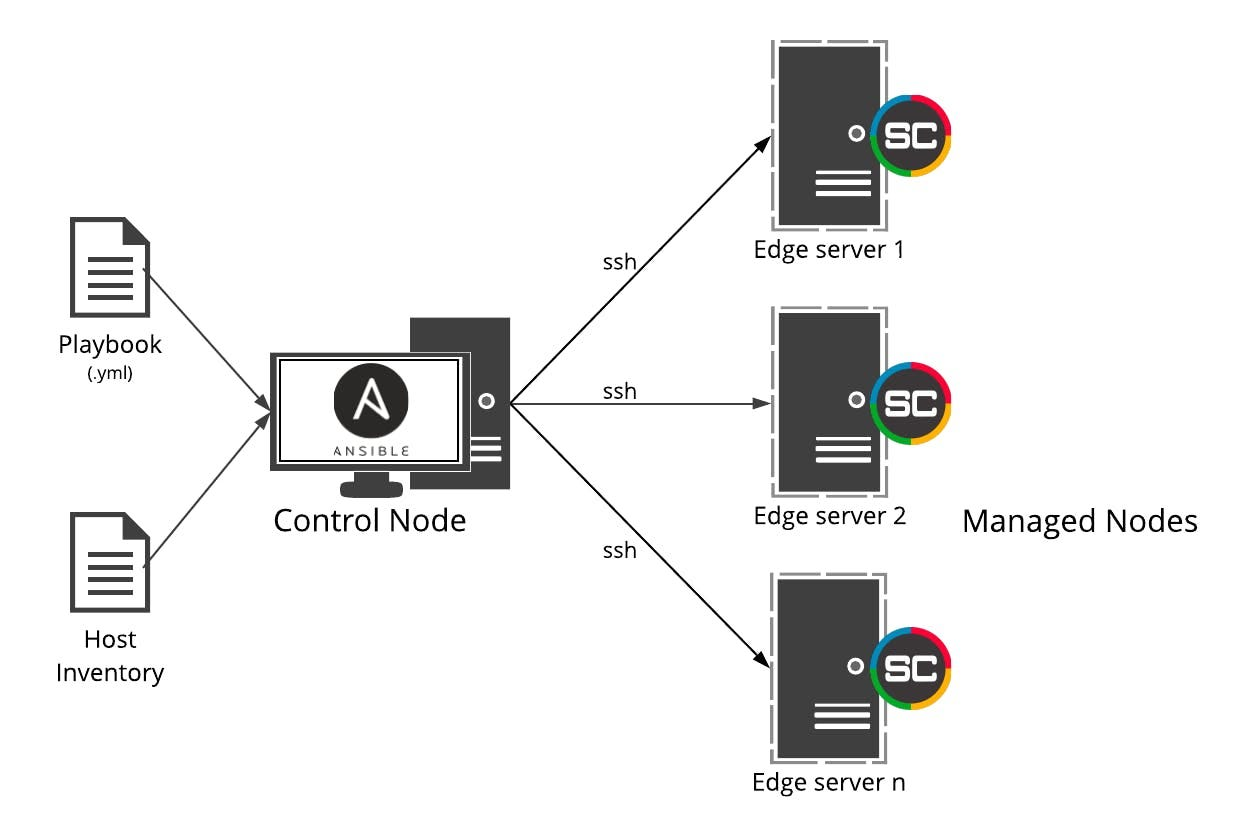 SC
Edge server 1
ssh
Playbook
(.yml)
ANSIBLE
Control Node
ssh
SC
Edge server 2
Managed Nodes
Host
Inventory
ssh
SC
Edge server n